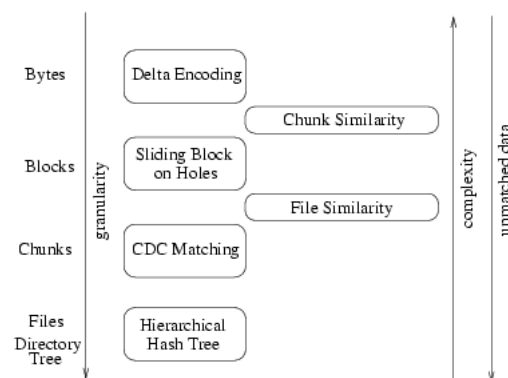 Bytes
Delta Encoding
Chunk Similarity
Blocks
Sliding Block
on Holes
granularity
File Similarity
complexity
unmatched data
Chunks
CDC Matching
Files
Directory
Tree
Hierarchical
Hash Tree